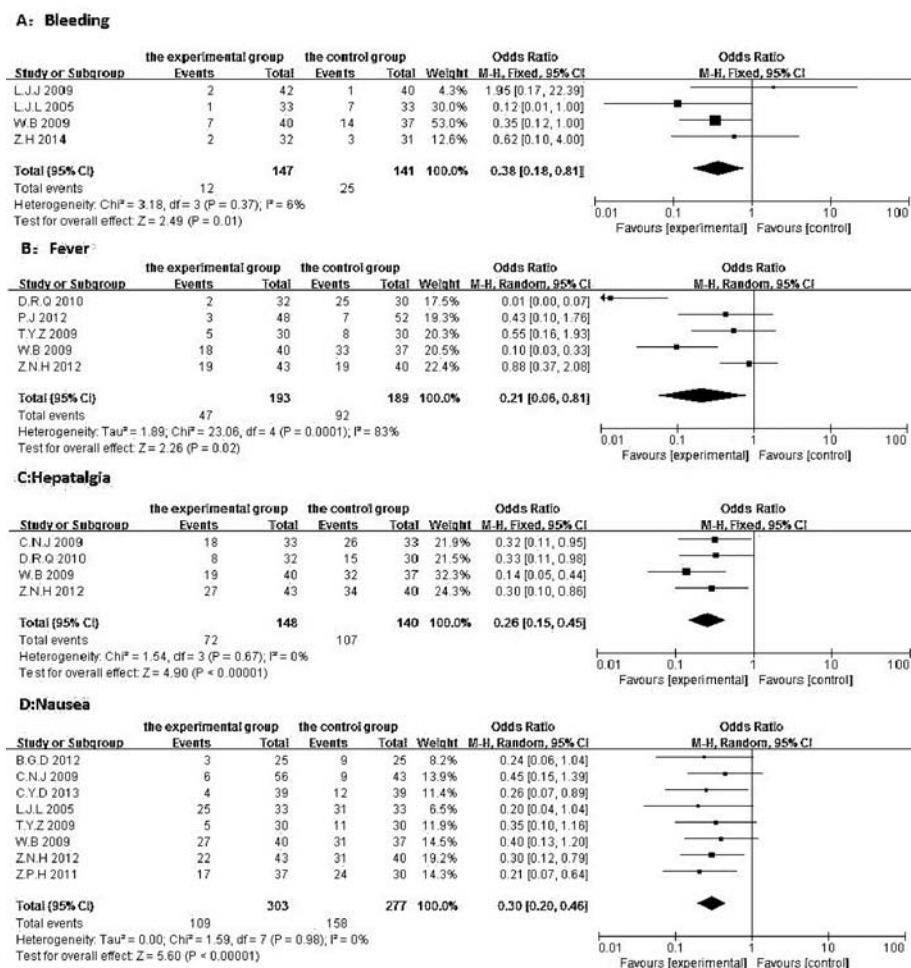 A: Bleeding
the experimental group the control group Odds Ratio Odds Ratio
Study or Subgroup Events Total Events Total Weight M-H, Fixed, 95% CI M-H, Fixed, 95% CI
L.J.J 2009 2 42 1 40 4.3% 1.95 [0.17, 22.39]
L.J.L 2005 1 33 7 33 30.0% 0.12 [0.01, 1.00]
W.B 2009 7 40 14 37 53.0% 0.35 [0.12, 1.00]
Z.H 2014 2 32 3 31 12.6% 0.62 [0.10, 4.00]
Total (95% CI) 147 141 100.0% 0.38 [0.18, 0.81]
Total events 12 25
Heterogeneity: Chi² = 3.18, df = 3 (P = 0.37); I² = 6%
Test for overall effect: Z = 2.49 (P = 0.01)
0.01 0.1 1 10 100
Favours [experimental] Favours [control]
B: Fever
the experimental group the control group Odds Ratio Odds Ratio
Study or Subgroup Events Total Events Total Weight M-H, Random, 95% CI M-H, Random, 95% CI
D.R.Q 2010 2 32 25 30 17.5% 0.01 [0.00, 0.07]
P.J 2012 3 48 7 52 19.3% 0.43 [0.10, 1.76]
T.Y.Z 2009 5 30 8 30 20.3% 0.55 [0.16, 1.93]
W.B 2009 18 40 33 37 20.5% 0.10 [0.03, 0.33]
Z.N.H 2012 19 43 19 40 22.4% 0.88 [0.37, 2.08]
Total (95% CI) 193 189 100.0% 0.21 [0.06, 0.81]
Total events 47 92
Heterogeneity: Tau² = 1.89; Chi² = 23.06, df = 4 (P = 0.0001); I² = 83%
Test for overall effect: Z = 2.26 (P = 0.02)
0.01 0.1 1 10 100
Favours [experimental] Favours [control]
C:Hepatalgia
the experimental group the control group Odds Ratio Odds Ratio
Study or Subgroup Events Total Events Total Weight M-H, Fixed, 95% CI M-H, Fixed, 95% CI
C.N.J 2009 18 33 26 33 21.9% 0.32 [0.11, 0.95]
D.R.Q 2010 8 32 15 30 21.5% 0.33 [0.11, 0.98]
W.B 2009 19 40 32 37 32.3% 0.14 [0.05, 0.44]
Z.N.H 2012 27 43 34 40 24.3% 0.30 [0.10, 0.86]
Total (95% CI) 148 140 100.0% 0.26 [0.15, 0.45]
Total events 72 107
Heterogeneity: Chi² = 1.54, df = 3 (P = 0.67); I² = 0%
Test for overall effect: Z = 4.90 (P < 0.00001)
0.01 0.1 1 10 100
Favours [experimental] Favours [control]
D:Nausea
the experimental group the control group Odds Ratio Odds Ratio
Study or Subgroup Events Total Events Total Weight M-H, Random, 95% CI M-H, Random, 95% CI
B.G.D 2012 3 25 9 25 8.2% 0.24 [0.06, 1.04]
C.N.J 2009 6 56 9 43 13.9% 0.45 [0.15, 1.39]
C.Y.D 2013 4 39 12 39 11.4% 0.26 [0.07, 0.89]
L.J.L 2005 25 33 31 33 6.5% 0.20 [0.04, 1.04]
T.Y.Z 2009 5 30 11 30 11.9% 0.35 [0.10, 1.16]
W.B 2009 27 40 31 37 14.5% 0.40 [0.13, 1.20]
Z.N.H 2012 22 43 31 40 19.2% 0.30 [0.12, 0.79]
Z.P.H 2011 17 37 24 30 14.3% 0.21 [0.07, 0.64]
Total (95% CI) 303 277 100.0% 0.30 [0.20, 0.46]
Total events 109 158
Heterogeneity: Tau² = 0.00; Chi² = 1.59, df = 7 (P = 0.98); I² = 0%
Test for overall effect: Z = 5.60 (P < 0.00001)
0.01 0.1 1 10 100
Favours [experimental] Favours [control]